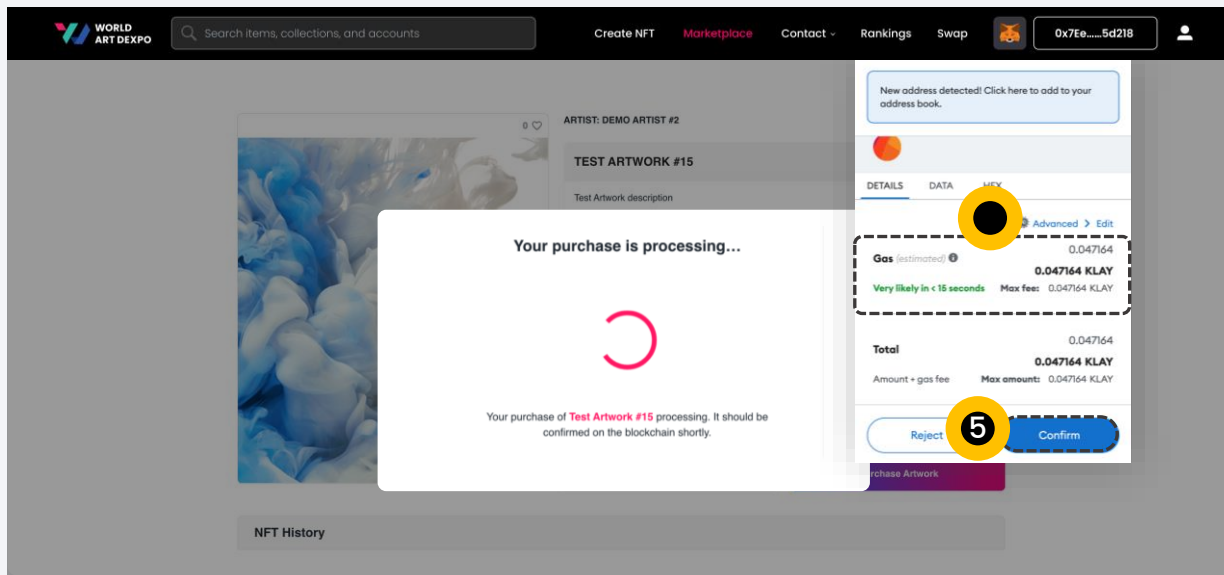 WORLD
ART DEXPO
Search items, collections, and accounts
Create NFT
Marketplace
Contact
Rankings
Swap
0x7Ee......5d218
0
ARTIST: DEMO ARTIST #2
TEST ARTWORK #15
Test Artwork description
Your purchase is processing...
Your purchase of Test Artwork #15 processing. It should be
confirmed on the blockchain shortly.
New address detected! Click here to add to your
address book.
DETAILS
DATA
HEX
Advanced > Edit
Gas (estimated)
0.047164
0.047164 KLAY
Very likely in < 15 seconds
Max fee: 0.047164 KLAY
Total
0.047164
0.047164 KLAY
Amount + gas fee
Max amount: 0.047164 KLAY
Reject
5
Confirm
rchase Artwork
NFT History